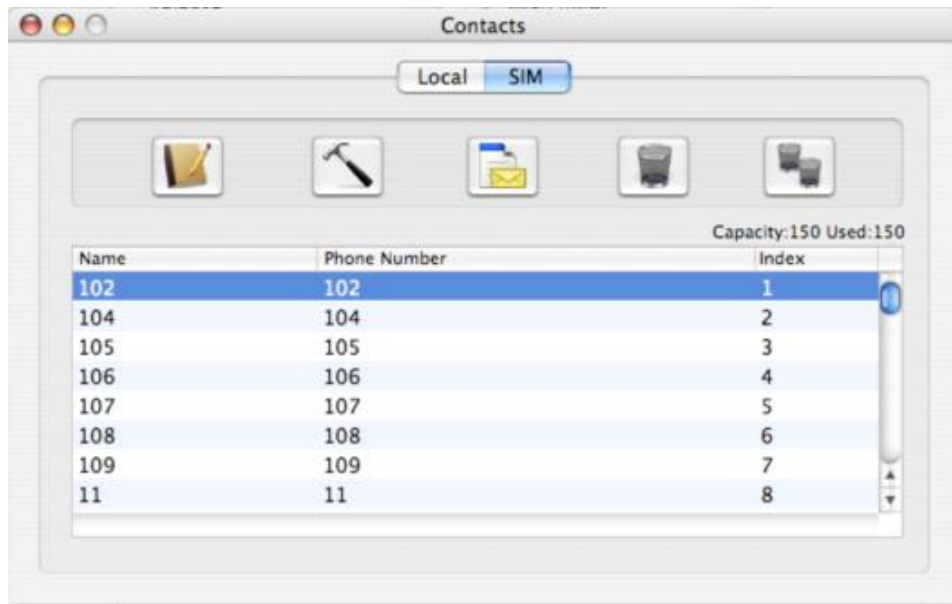 Contacts
Local SIM
Capacity:150 Used:150
Name Phone Number Index
102 102 1
104 104 2
105 105 3
106 106 4
107 107 5
108 108 6
109 109 7
11 11 8